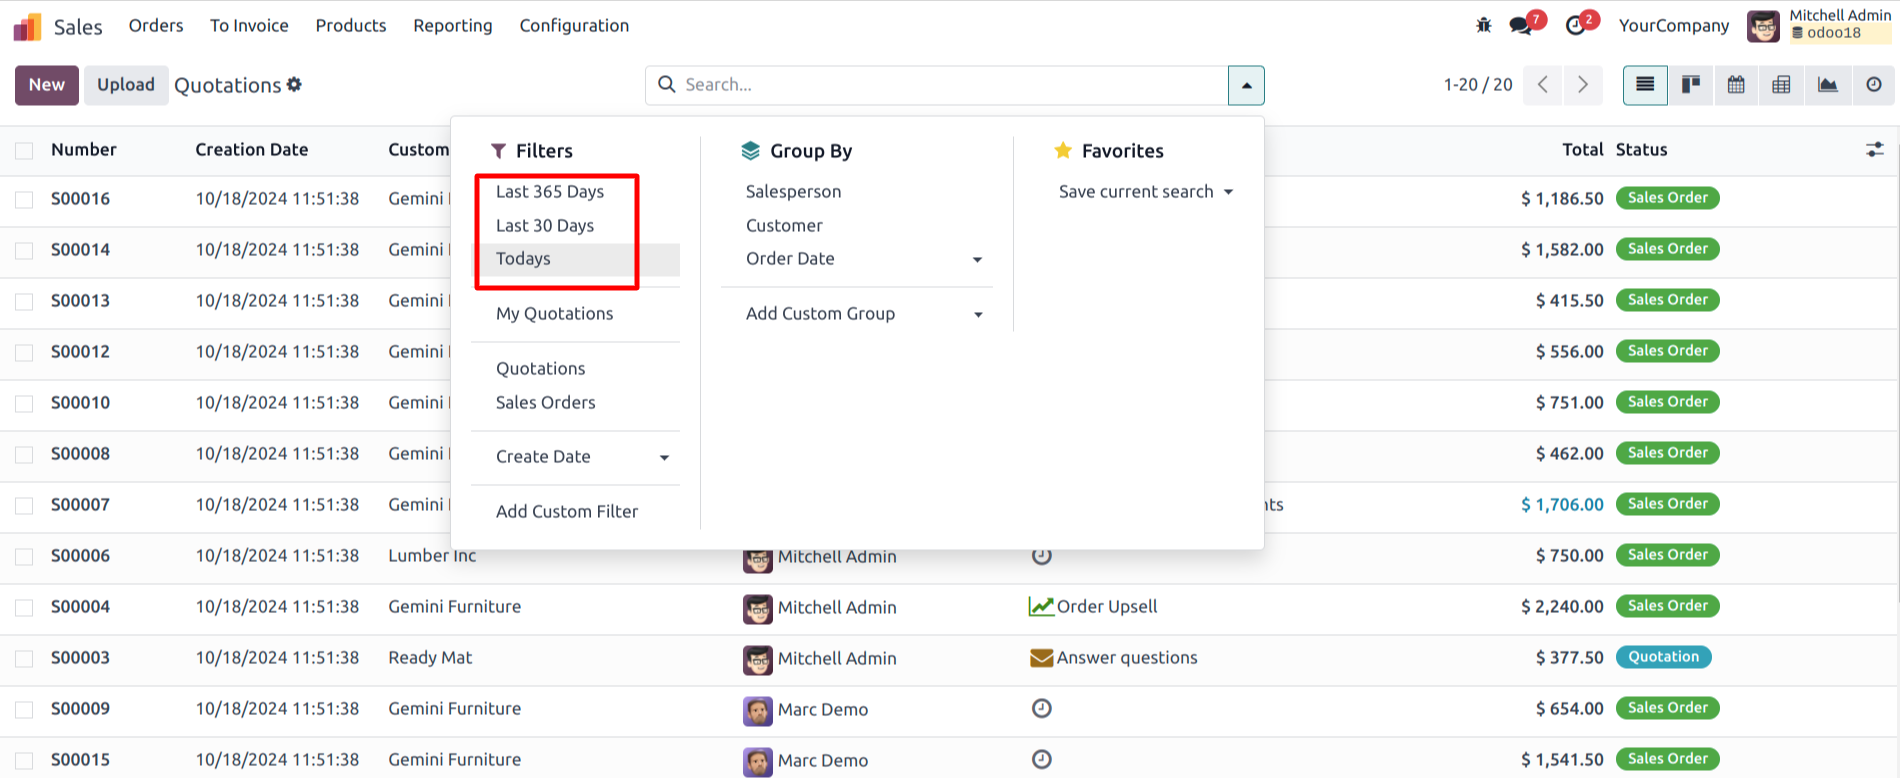 Sales Orders To Invoice Products Reporting Configuration 7 2 YourCompany Mitchell Admin
odoo18
New Upload Quotations Search... 1-20 / 20
Number Creation Date Custom Total Status
Filters
Last 365 Days
Last 30 Days
Todays
My Quotations
Quotations
Sales Orders
Create Date
Add Custom Filter
Group By
Salesperson
Customer
Order Date
Add Custom Group
Favorites
Save current search
S00016 10/18/2024 11:51:38 Gemini $ 1,186.50 Sales Order
S00014 10/18/2024 11:51:38 Gemini $ 1,582.00 Sales Order
S00013 10/18/2024 11:51:38 Gemini $ 415.50 Sales Order
S00012 10/18/2024 11:51:38 Gemini $ 556.00 Sales Order
S00010 10/18/2024 11:51:38 Gemini $ 751.00 Sales Order
S00008 10/18/2024 11:51:38 Gemini $ 462.00 Sales Order
S00007 10/18/2024 11:51:38 Gemini nts $ 1,706.00 Sales Order
S00006 10/18/2024 11:51:38 Lumber Inc Mitchell Admin $ 750.00 Sales Order
S00004 10/18/2024 11:51:38 Gemini Furniture Mitchell Admin Order Upsell $ 2,240.00 Sales Order
S00003 10/18/2024 11:51:38 Ready Mat Mitchell Admin Answer questions $ 377.50 Quotation
S00009 10/18/2024 11:51:38 Gemini Furniture Marc Demo $ 654.00 Sales Order
S00015 10/18/2024 11:51:38 Gemini Furniture Marc Demo $ 1,541.50 Sales Order